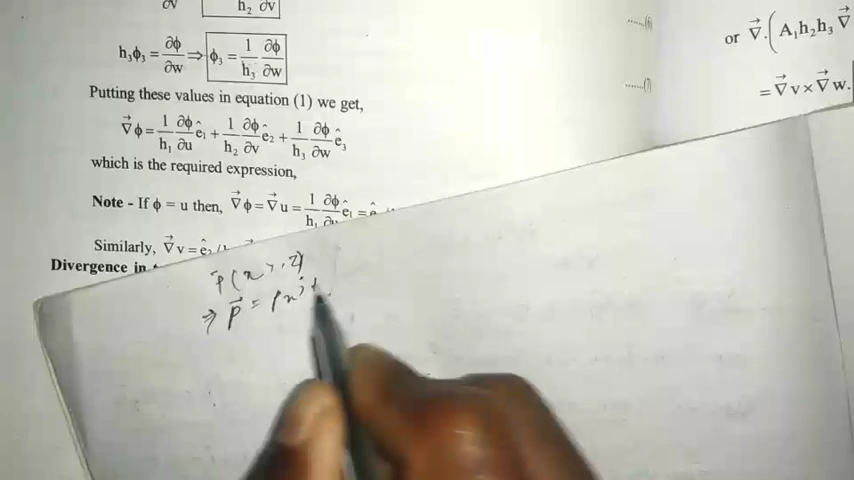 ∂v h₂ ∂v
......(6)
h₃ϕ₃ = ∂ϕ/∂w ⇒ ϕ₃ = 1/h₃ ∂ϕ/∂w
......(7)
Putting these values in equation (1) we get,
∇⃗ϕ = 1/h₁ ∂ϕ/∂u ê₁ + 1/h₂ ∂ϕ/∂v ê₂ + 1/h₃ ∂ϕ/∂w ê₃
which is the required expression,
Note - If ϕ = u then, ∇⃗ϕ = ∇⃗u = 1/h₁ ∂ϕ/∂u ê₁ =
Similarly, ∇⃗v = ê₂/
Divergence in
or ∇⃗.(A₁h₂h₃ ∇⃗
= ∇⃗v × ∇⃗w.
⇒ P⃗ =